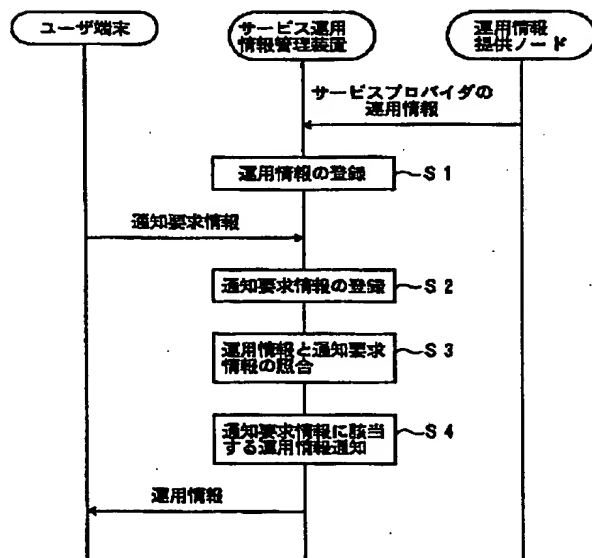 ユーザ端末
サービス運用
情報管理装置
運用情報
提供ノード
サービスプロバイダの
運用情報
運用情報の登録
S1
通知要求情報
通知要求情報の登録
S2
運用情報と通知要求
情報の照合
S3
通知要求情報に該当
する運用情報通知
S4
運用情報